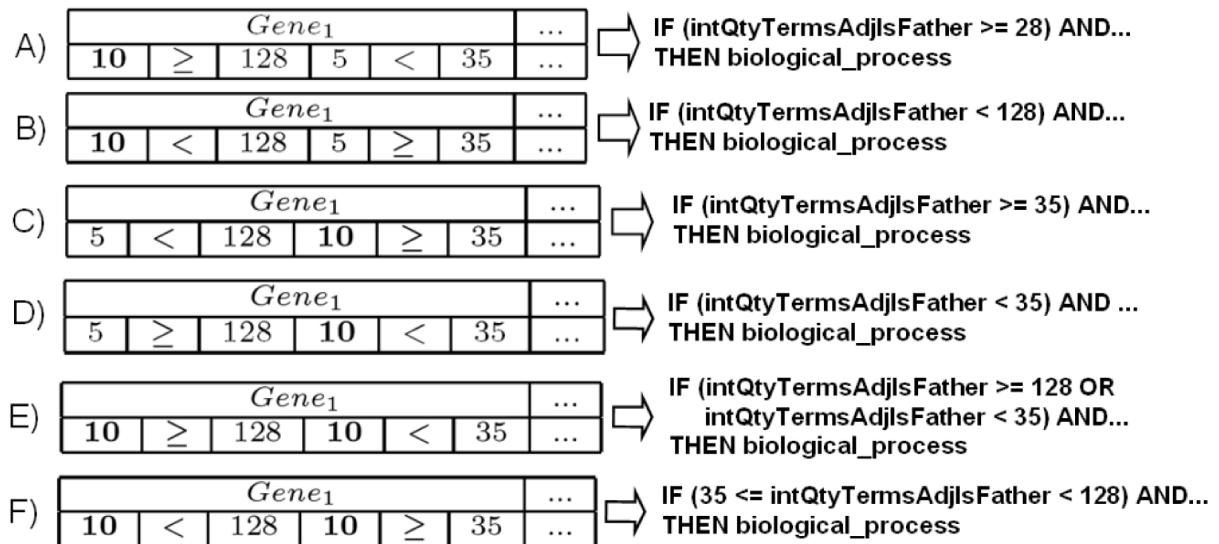 A)
Gene₁ ...
10 ≥ 128 5 < 35 ...
IF (intQtyTermsAdjIsFather >= 28) AND...
THEN biological_process
B)
Gene₁ ...
10 < 128 5 ≥ 35 ...
IF (intQtyTermsAdjIsFather < 128) AND...
THEN biological_process
C)
Gene₁ ...
5 < 128 10 ≥ 35 ...
IF (intQtyTermsAdjIsFather >= 35) AND...
THEN biological_process
D)
Gene₁ ...
5 ≥ 128 10 < 35 ...
IF (intQtyTermsAdjIsFather < 35) AND ...
THEN biological_process
E)
Gene₁ ...
10 ≥ 128 10 < 35 ...
IF (intQtyTermsAdjIsFather >= 128 OR
intQtyTermsAdjIsFather < 35) AND...
THEN biological_process
F)
Gene₁ ...
10 < 128 10 ≥ 35 ...
IF (35 <= intQtyTermsAdjIsFather < 128) AND...
THEN biological_process